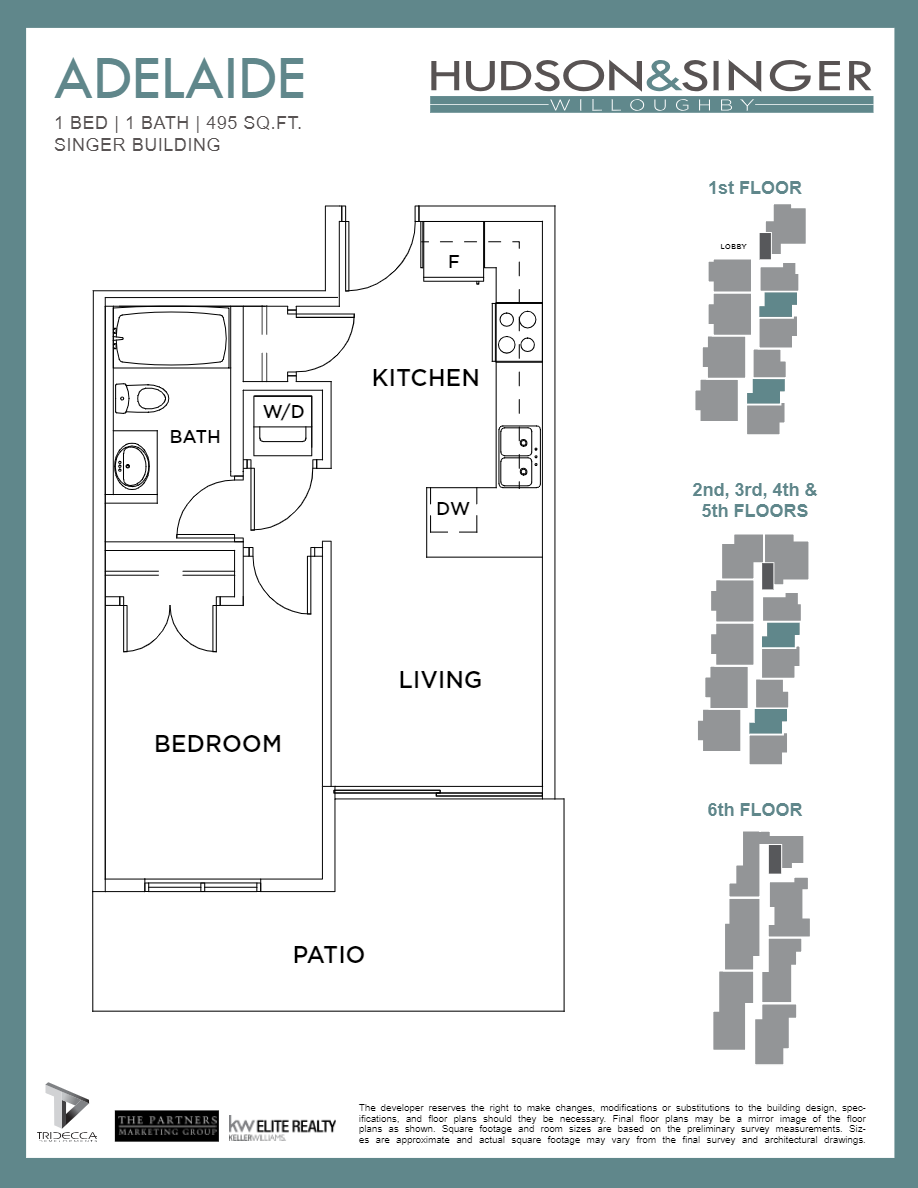 ADELAIDE
1 BED | 1 BATH | 495 SQ.FT.
SINGER BUILDING
HUDSON&SINGER
WILLOUGHBY
1st FLOOR
LOBBY
F
KITCHEN
W/D
BATH
DW
2nd, 3rd, 4th &
5th FLOORS
LIVING
BEDROOM
6th FLOOR
PATIO
TRIDECCA
DEVELOPMENTS
THE PARTNERS
MARKETING GROUP
kw ELITE REALTY
KELLERWILLIAMS.
The developer reserves the right to make changes, modifications or substitutions to the building design, spec-
ifications, and floor plans should they be necessary. Final floor plans may be a mirror image of the floor
plans as shown. Square footage and room sizes are based on the preliminary survey measurements. Siz-
es are approximate and actual square footage may vary from the final survey and architectural drawings.